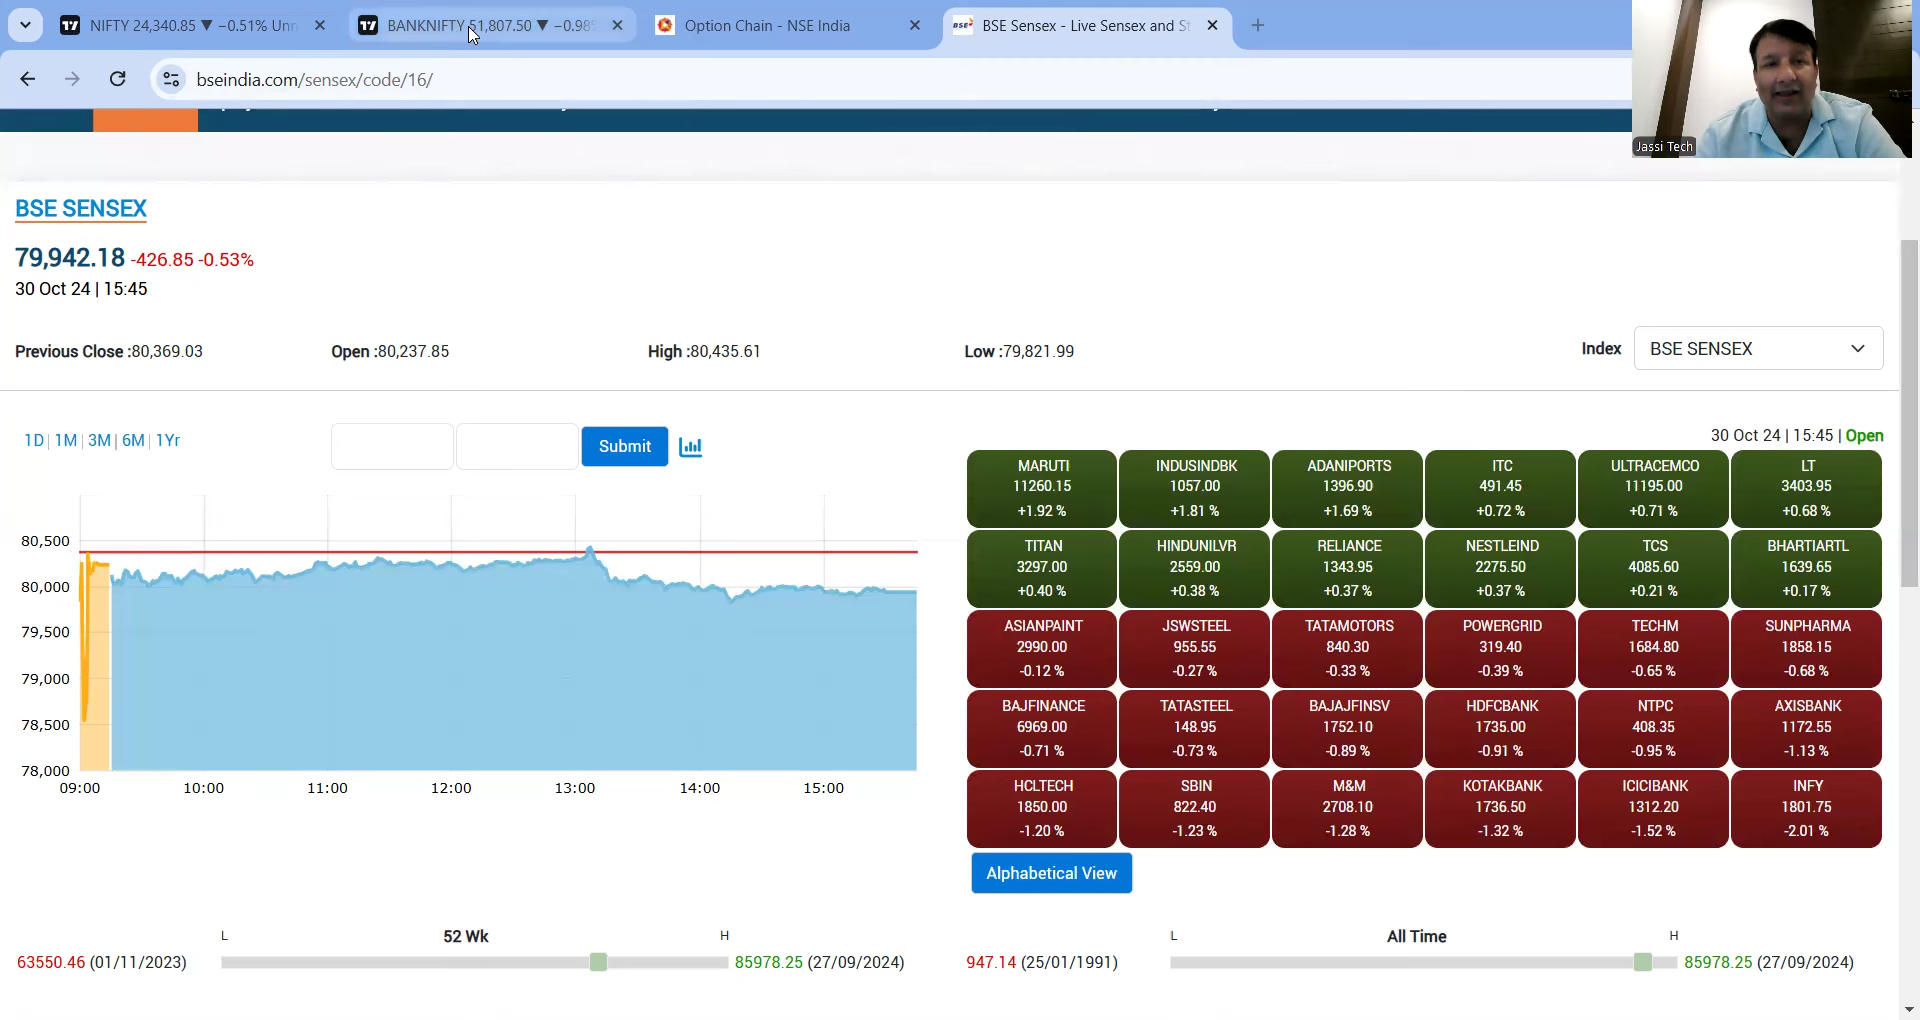 NIFTY 24,340.85 ▼ −0.51% Unn
BANKNIFTY 51,807.50 ▼ −0.98%
Option Chain - NSE India
BSE Sensex - Live Sensex and St
bseindia.com/sensex/code/16/
Jassi Tech
BSE SENSEX
79,942.18 -426.85 -0.53%
30 Oct 24 | 15:45
Previous Close :80,369.03
Open :80,237.85
High :80,435.61
Low :79,821.99
Index
BSE SENSEX
1D| 1M | 3M | 6M | 1Yr
Submit
30 Oct 24 | 15:45 | Open
80,500
80,000
79,500
79,000
78,500
78,000
09:00 10:00 11:00 12:00 13:00 14:00 15:00
MARUTI INDUSINDBK ADANIPORTS ITC ULTRACEMCO LT
11260.15 1057.00 1396.90 491.45 11195.00 3403.95
+1.92 % +1.81 % +1.69 % +0.72 % +0.71 % +0.68 %
TITAN HINDUNILVR RELIANCE NESTLEIND TCS BHARTIARTL
3297.00 2559.00 1343.95 2275.50 4085.60 1639.65
+0.40 % +0.38 % +0.37 % +0.37 % +0.21 % +0.17 %
ASIANPAINT JSWSTEEL TATAMOTORS POWERGRID TECHM SUNPHARMA
2990.00 955.55 840.30 319.40 1684.80 1858.15
-0.12 % -0.27 % -0.33 % -0.39 % -0.65 % -0.68 %
BAJFINANCE TATASTEEL BAJAJFINSV HDFCBANK NTPC AXISBANK
6969.00 148.95 1752.10 1735.00 408.35 1172.55
-0.71 % -0.73 % -0.89 % -0.91 % -0.95 % -1.13 %
HCLTECH SBIN M&M KOTAKBANK ICICIBANK INFY
1850.00 822.40 2708.10 1736.50 1312.20 1801.75
-1.20 % -1.23 % -1.28 % -1.32 % -1.52 % -2.01 %
Alphabetical View
L 52 Wk H
63550.46 (01/11/2023) 85978.25 (27/09/2024)
L All Time H
947.14 (25/01/1991) 85978.25 (27/09/2024)